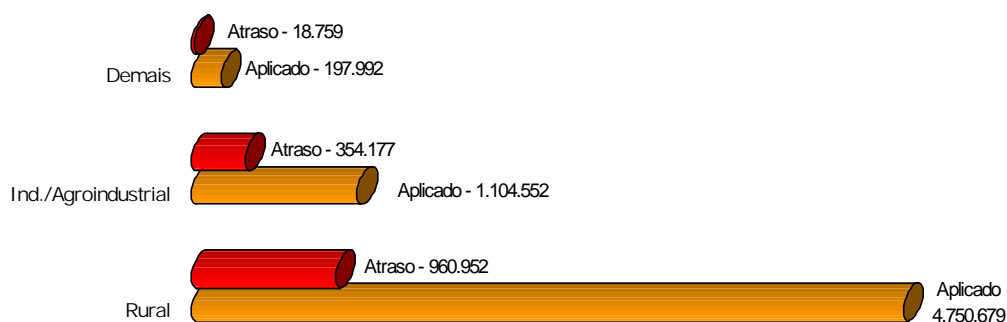 Atraso - 18.759
Demais
Aplicado - 197.992
Atraso - 354.177
Ind./Agroindustrial
Aplicado - 1.104.552
Atraso - 960.952
Rural
Aplicado
4.750.679